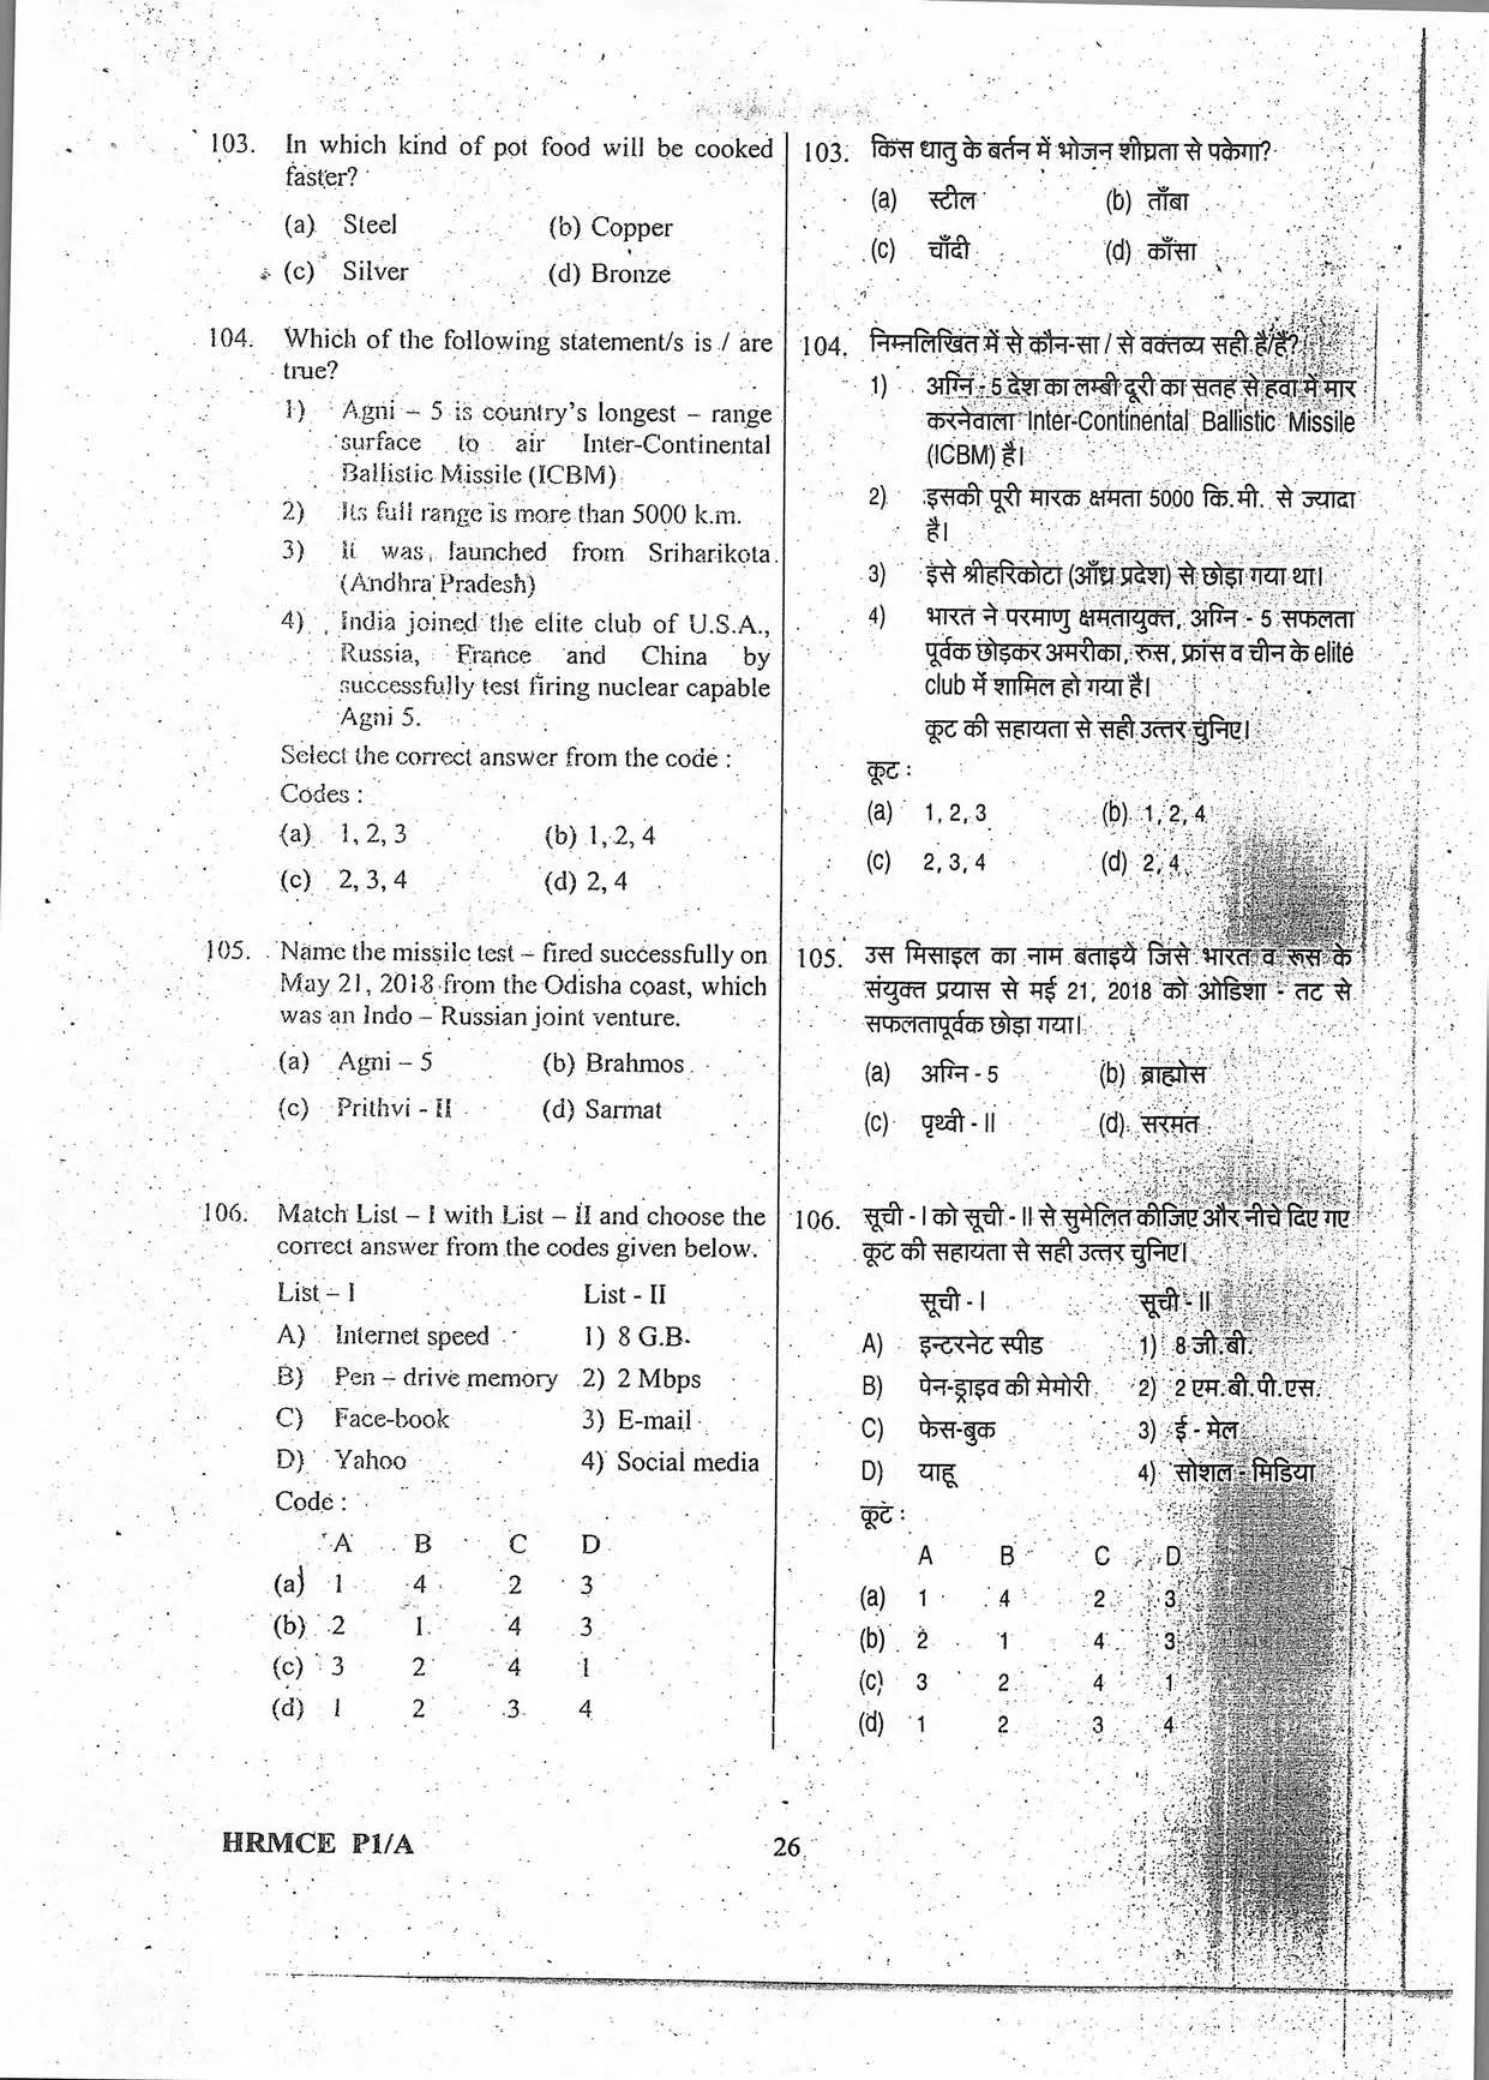 103. In which kind of pot food will be cooked
faster?
(a) Steel (b) Copper
(c) Silver (d) Bronze
104. Which of the following statement/s is / are
true?
1) Agni – 5 is country's longest – range
surface to air Inter-Continental
Ballistic Missile (ICBM)
2) Its full range is more than 5000 k.m.
3) It was launched from Sriharikota
(Andhra Pradesh)
4) India joined the elite club of U.S.A.,
Russia, France and China by
successfully test firing nuclear capable
Agni 5.
Select the correct answer from the code :
Codes :
(a) 1, 2, 3 (b) 1, 2, 4
(c) 2, 3, 4 (d) 2, 4
105. Name the missile test – fired successfully on
May 21, 2018 from the Odisha coast, which
was an Indo – Russian joint venture.
(a) Agni – 5 (b) Brahmos
(c) Prithvi - II (d) Sarmat
106. Match List – I with List – II and choose the
correct answer from the codes given below.
List – I List - II
A) Internet speed 1) 8 G.B.
B) Pen – drive memory 2) 2 Mbps
C) Face-book 3) E-mail
D) Yahoo 4) Social media
Code :
A B C D
(a) 1 4 2 3
(b) 2 1 4 3
(c) 3 2 4 1
(d) 1 2 3 4
103. किस धातु के बर्तन में भोजन शीघ्रता से पकेगा?
(a) स्टील (b) ताँबा
(c) चाँदी (d) काँसा
104. निम्नलिखित में से कौन-सा / से वक्तव्य सही है/हैं?
1) अग्नि - 5 देश का लम्बी दूरी का सतह से हवा में मार
करनेवाला Inter-Continental Ballistic Missile
(ICBM) है।
2) इसकी पूरी मारक क्षमता 5000 कि.मी. से ज्यादा
है।
3) इसे श्रीहरिकोटा (आँध्र प्रदेश) से छोड़ा गया था।
4) भारत ने परमाणु क्षमतायुक्त, अग्नि - 5 सफलता
पूर्वक छोड़कर अमरीका, रुस, फ्रांस व चीन के elite
club में शामिल हो गया है।
कूट की सहायता से सही उत्तर चुनिए।
कूट :
(a) 1, 2, 3 (b) 1, 2, 4
(c) 2, 3, 4 (d) 2, 4
105. उस मिसाइल का नाम बताइये जिसे भारत व रूस के
संयुक्त प्रयास से मई 21, 2018 को ओडिशा - तट से
सफलतापूर्वक छोड़ा गया।
(a) अग्नि - 5 (b) ब्राह्मोस
(c) पृथ्वी - II (d) सरमत
106. सूची - I को सूची - II से सुमेलित कीजिए और नीचे दिए गए
कूट की सहायता से सही उत्तर चुनिए।
सूची - I सूची - II
A) इन्टरनेट स्पीड 1) 8 जी.बी.
B) पेन-ड्राइव की मेमोरी 2) 2 एम.बी.पी.एस.
C) फेस-बुक 3) ई - मेल
D) याहू 4) सोशल - मिडिया
कूट :
A B C D
(a) 1 4 2 3
(b) 2 1 4 3
(c) 3 2 4 1
(d) 1 2 3 4
HRMCE P1/A 26